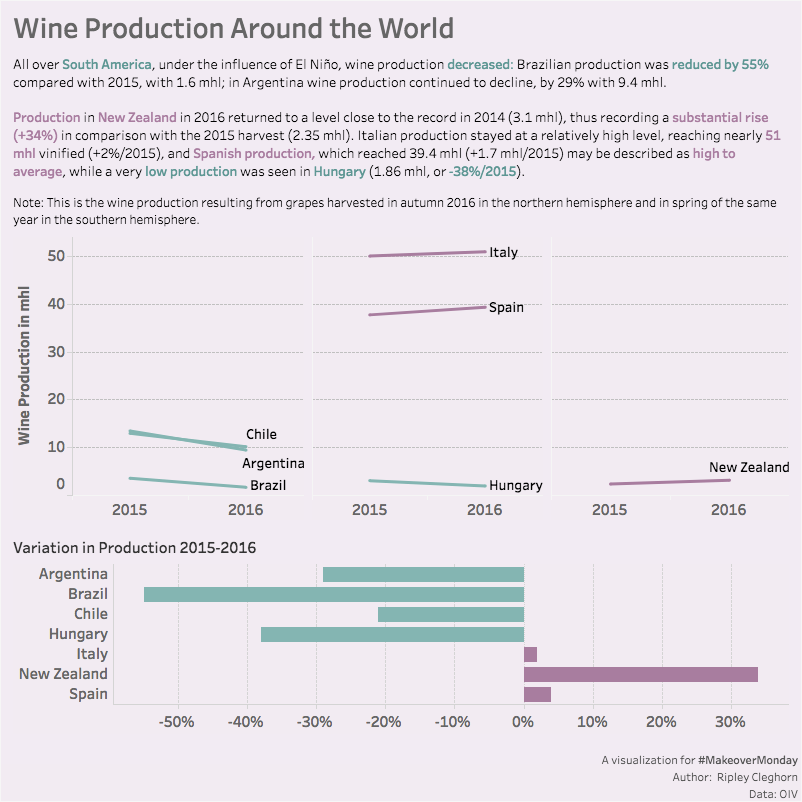 Wine Production Around the World
All over South America, under the influence of El Niño, wine production decreased: Brazilian production was reduced by 55%
compared with 2015, with 1.6 mhl; in Argentina wine production continued to decline, by 29% with 9.4 mhl.
Production in New Zealand in 2016 returned to a level close to the record in 2014 (3.1 mhl), thus recording a substantial rise
(+34%) in comparison with the 2015 harvest (2.35 mhl). Italian production stayed at a relatively high level, reaching nearly 51
mhl vinified (+2%/2015), and Spanish production, which reached 39.4 mhl (+1.7 mhl/2015) may be described as high to
average, while a very low production was seen in Hungary (1.86 mhl, or -38%/2015).
Note: This is the wine production resulting from grapes harvested in autumn 2016 in the northern hemisphere and in spring of the same
year in the southern hemisphere.
Wine Production in mhl
50
40
30
20
10
0
Italy
Spain
Chile
Argentina
Brazil
Hungary
New Zealand
2015 2016 2015 2016 2015 2016
Variation in Production 2015-2016
Argentina
Brazil
Chile
Hungary
Italy
New Zealand
Spain
-50% -40% -30% -20% -10% 0% 10% 20% 30%
A visualization for #MakeoverMonday
Author: Ripley Cleghorn
Data: OIV